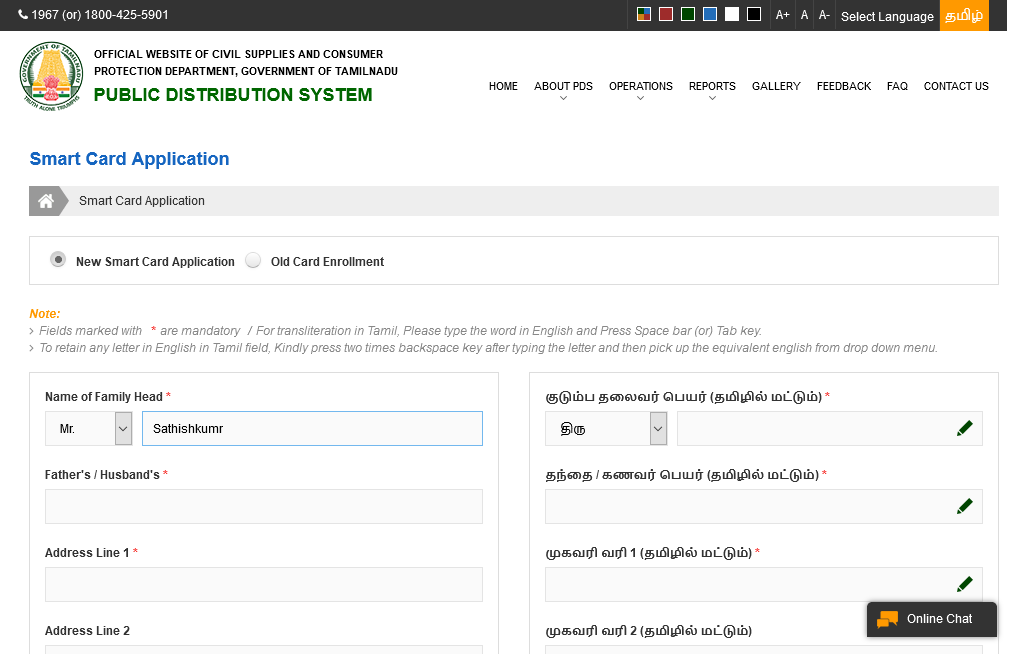 1967 (or) 1800-425-5901
A+ A A- Select Language தமிழ்
GOVERNMENT OF TAMILNADU
TRUTH ALONE TRIUMPHS
OFFICIAL WEBSITE OF CIVIL SUPPLIES AND CONSUMER
PROTECTION DEPARTMENT, GOVERNMENT OF TAMILNADU
PUBLIC DISTRIBUTION SYSTEM
HOME ABOUT PDS OPERATIONS REPORTS GALLERY FEEDBACK FAQ CONTACT US
Smart Card Application
Smart Card Application
New Smart Card Application Old Card Enrollment
Note:
Fields marked with * are mandatory / For transliteration in Tamil, Please type the word in English and Press Space bar (or) Tab key.
To retain any letter in English in Tamil field, Kindly press two times backspace key after typing the letter and then pick up the equivalent english from drop down menu.
Name of Family Head *
Mr. Sathishkumr
Father's / Husband's *
Address Line 1 *
Address Line 2
குடும்ப தலைவர் பெயர் (தமிழில் மட்டும்) *
திரு
தந்தை / கணவர் பெயர் (தமிழில் மட்டும்) *
முகவரி வரி 1 (தமிழில் மட்டும்) *
முகவரி வரி 2 (தமிழில் மட்டும்)
Online Chat